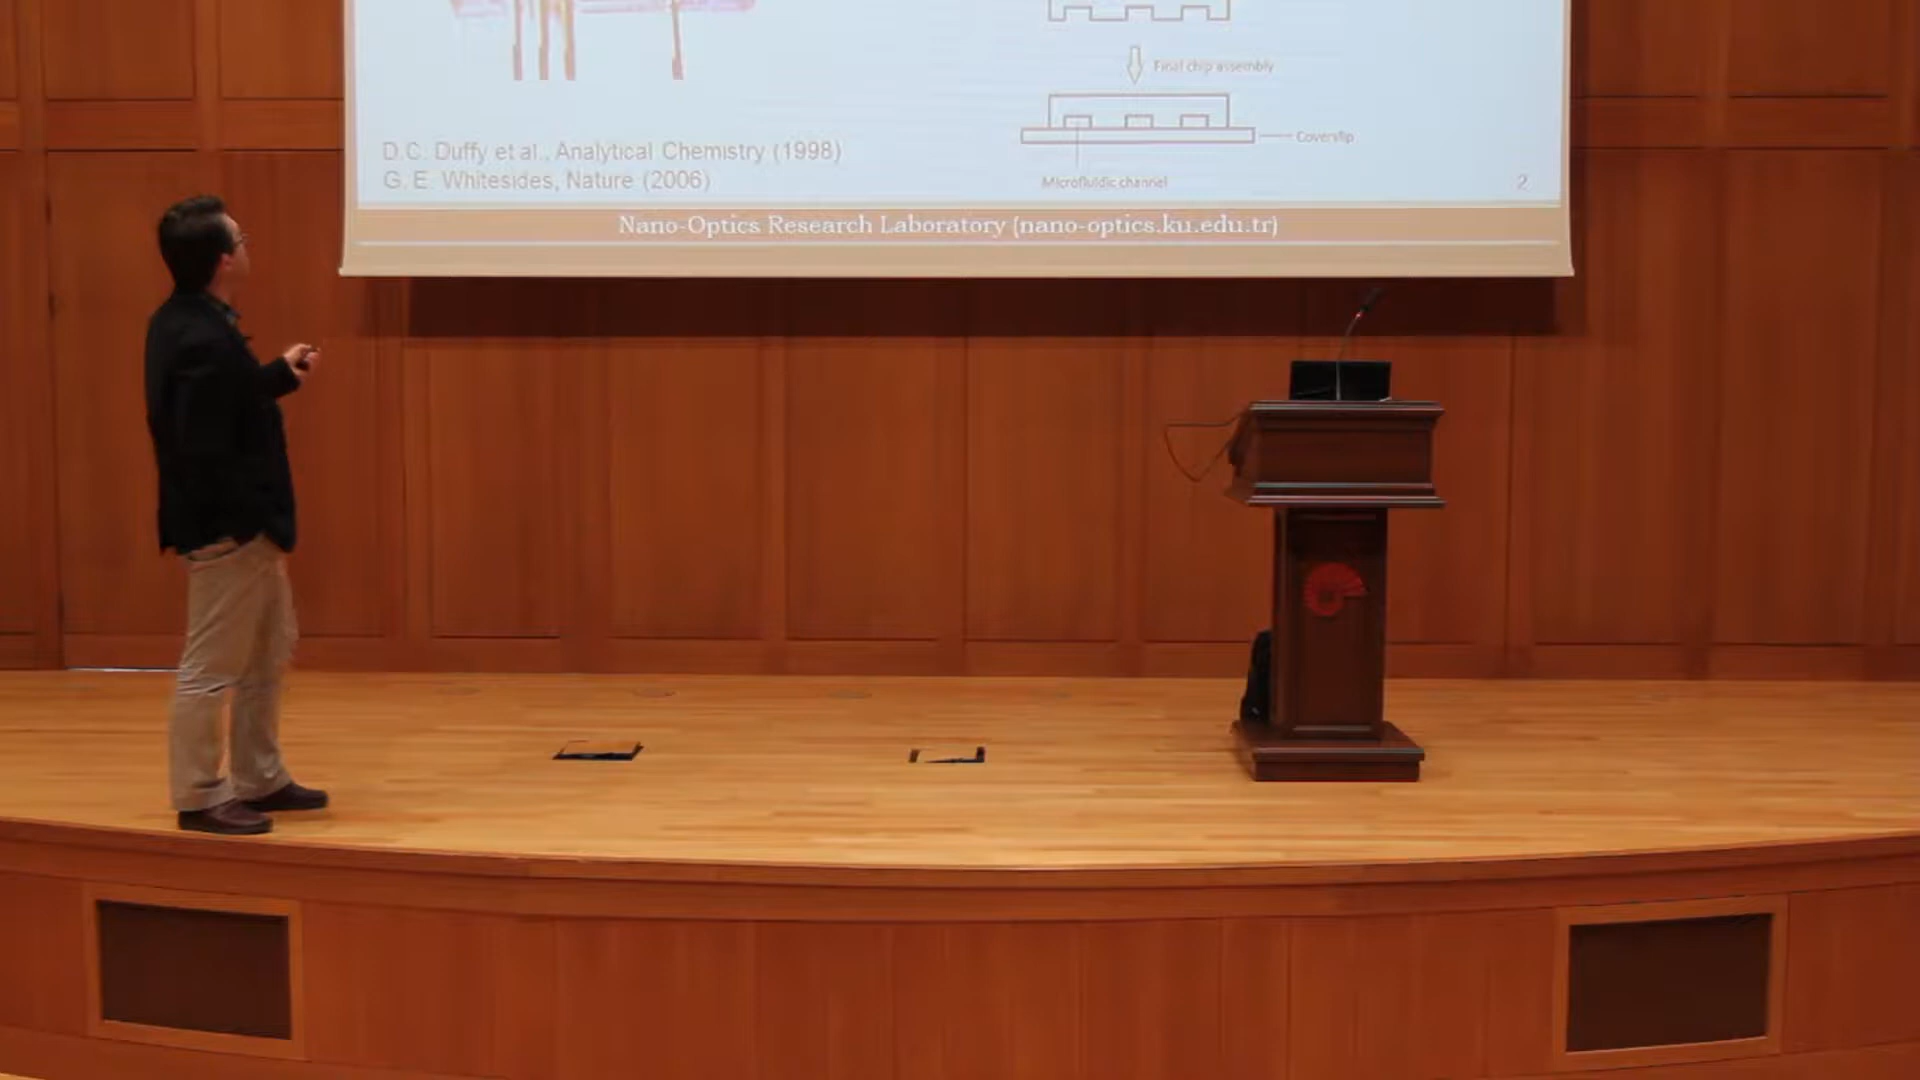 Final chip assembly
Coverslip
D.C. Duffy et al., Analytical Chemistry (1998)
G. E. Whitesides, Nature (2006)
Microfluidic channel
2
Nano-Optics Research Laboratory (nano-optics.ku.edu.tr)